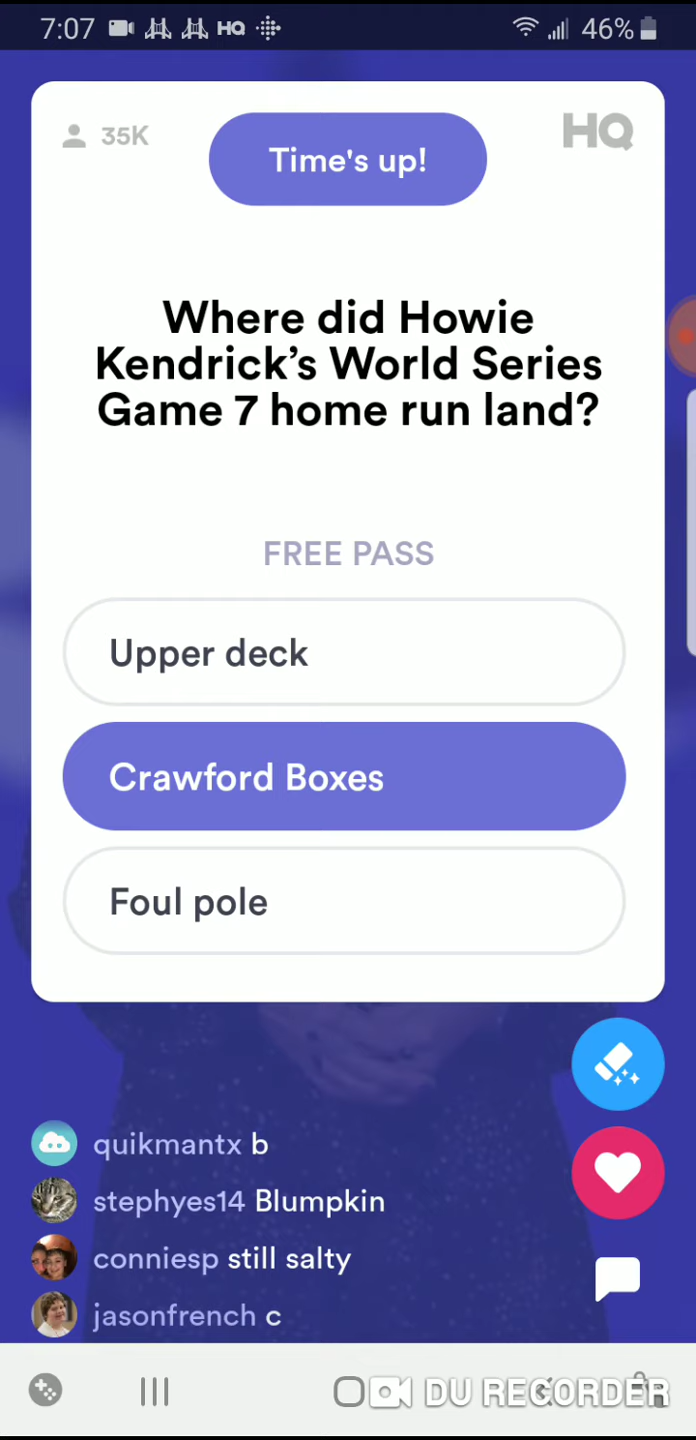 7:07 HQ 46%
35K
Time's up!
HQ
Where did Howie
Kendrick’s World Series
Game 7 home run land?
FREE PASS
Upper deck
Crawford Boxes
Foul pole
quikmantx b
stephyes14 Blumpkin
conniesp still salty
jasonfrench c
DU RECORDER